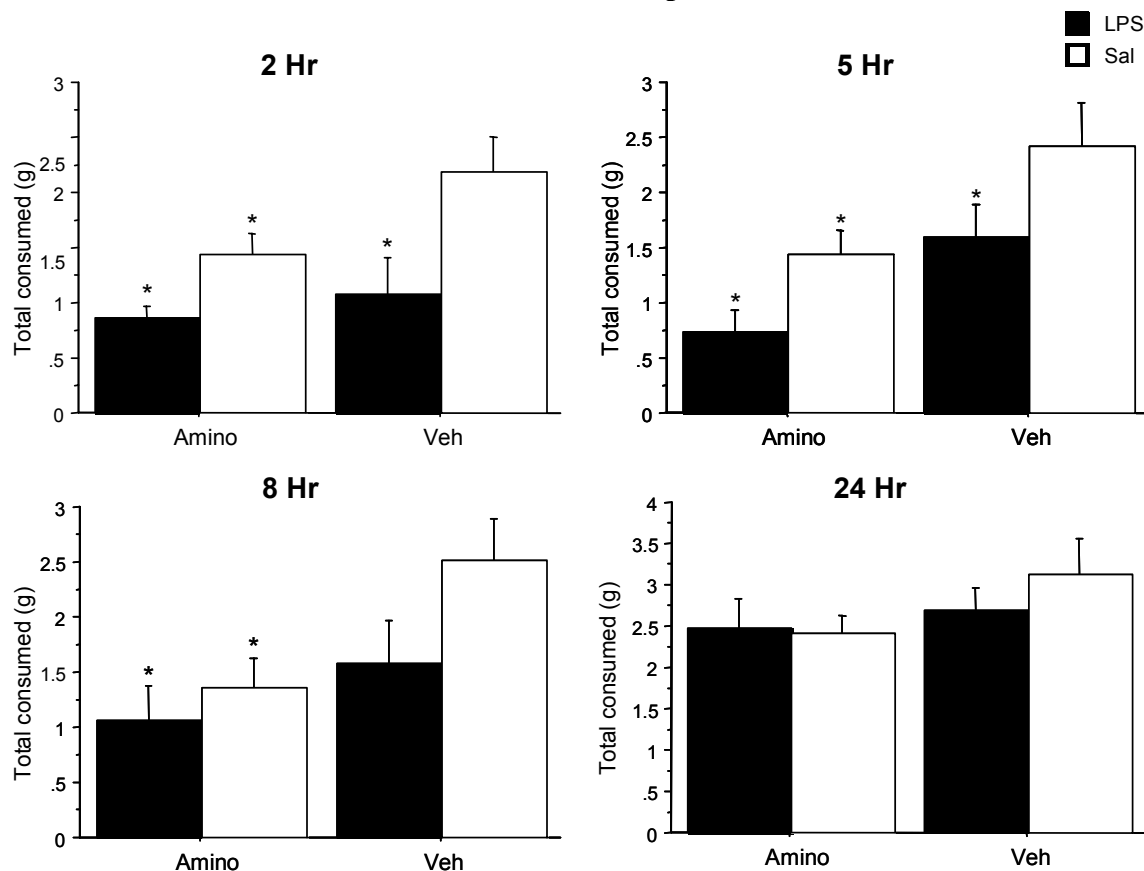 LPS
Sal
2 Hr
3
2.5
2
1.5
1
.5
0
Total consumed (g)
*
*
*
Amino Veh
5 Hr
3
2.5
2
1.5
1
.5
0
Total consumed (g)
*
*
*
Amino Veh
8 Hr
3
2.5
2
1.5
1
.5
0
Total consumed (g)
*
*
Amino Veh
24 Hr
4
3.5
3
2.5
2
1.5
1
.5
0
Total consumed (g)
Amino Veh